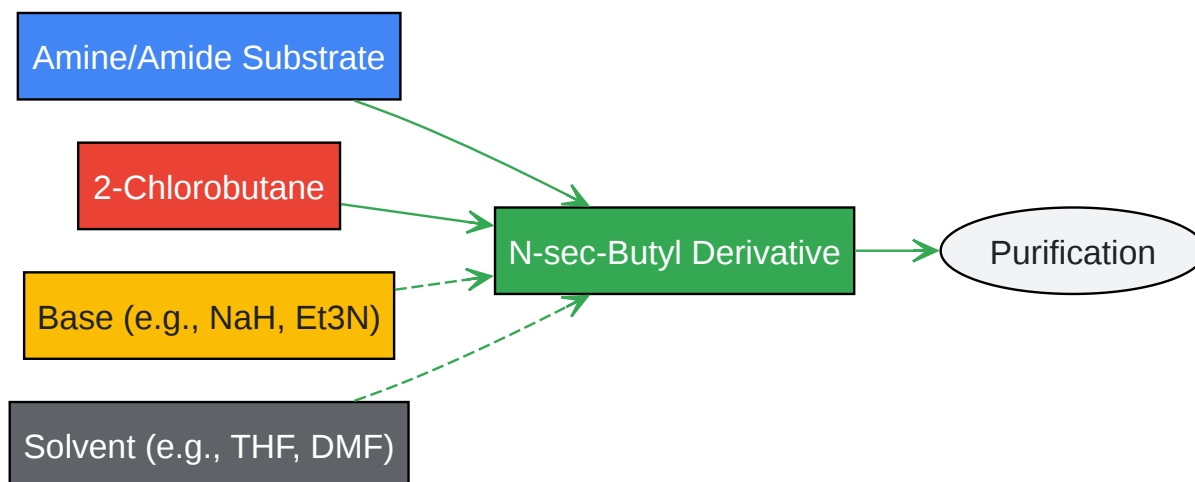 Amine/Amide Substrate
2-Chlorobutane
Base (e.g., NaH, Et3N)
Solvent (e.g., THF, DMF)
N-sec-Butyl Derivative
Purification